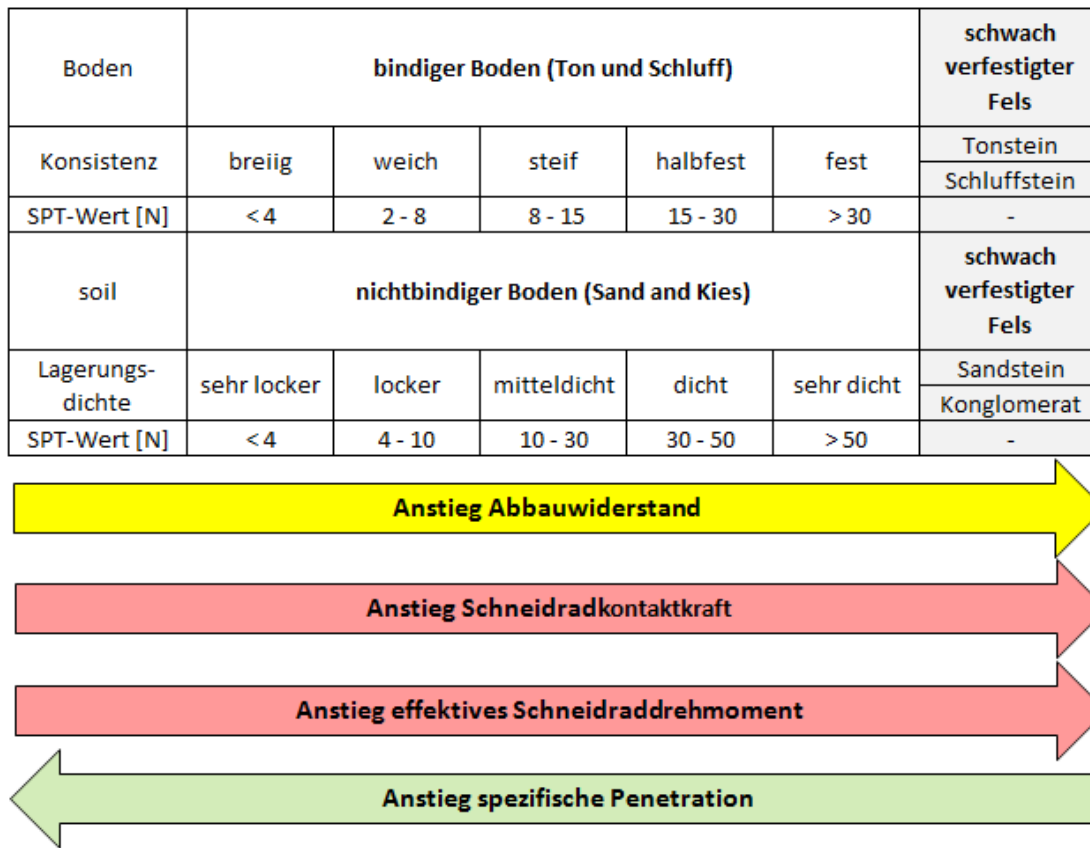 Boden
bindiger Boden (Ton und Schluff)
schwach
verfestigter
Fels
Konsistenz
breiig
weich
steif
halbfest
fest
Tonstein
Schluffstein
SPT-Wert [N]
< 4
2 - 8
8 - 15
15 - 30
> 30
-
soil
nichtbindiger Boden (Sand and Kies)
schwach
verfestigter
Fels
Lagerungs-
dichte
sehr locker
locker
mitteldicht
dicht
sehr dicht
Sandstein
Konglomerat
SPT-Wert [N]
< 4
4 - 10
10 - 30
30 - 50
> 50
-
Anstieg Abbauwiderstand
Anstieg Schneidradkontaktkraft
Anstieg effektives Schneidraddrehmoment
Anstieg spezifische Penetration